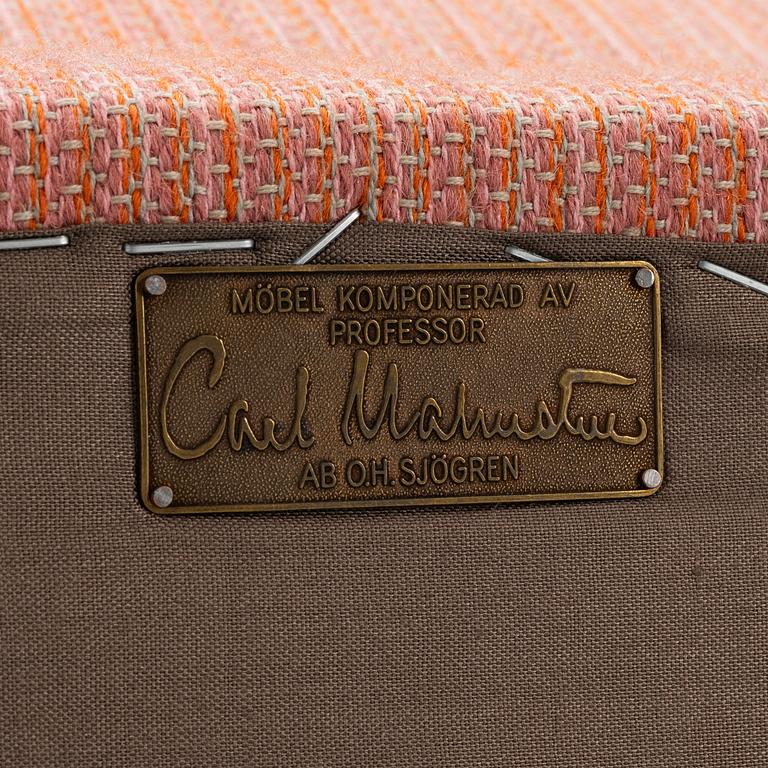 MÖBEL KOMPONERAD AV
PROFESSOR
Carl Malmsten
AB O.H. SJÖGREN